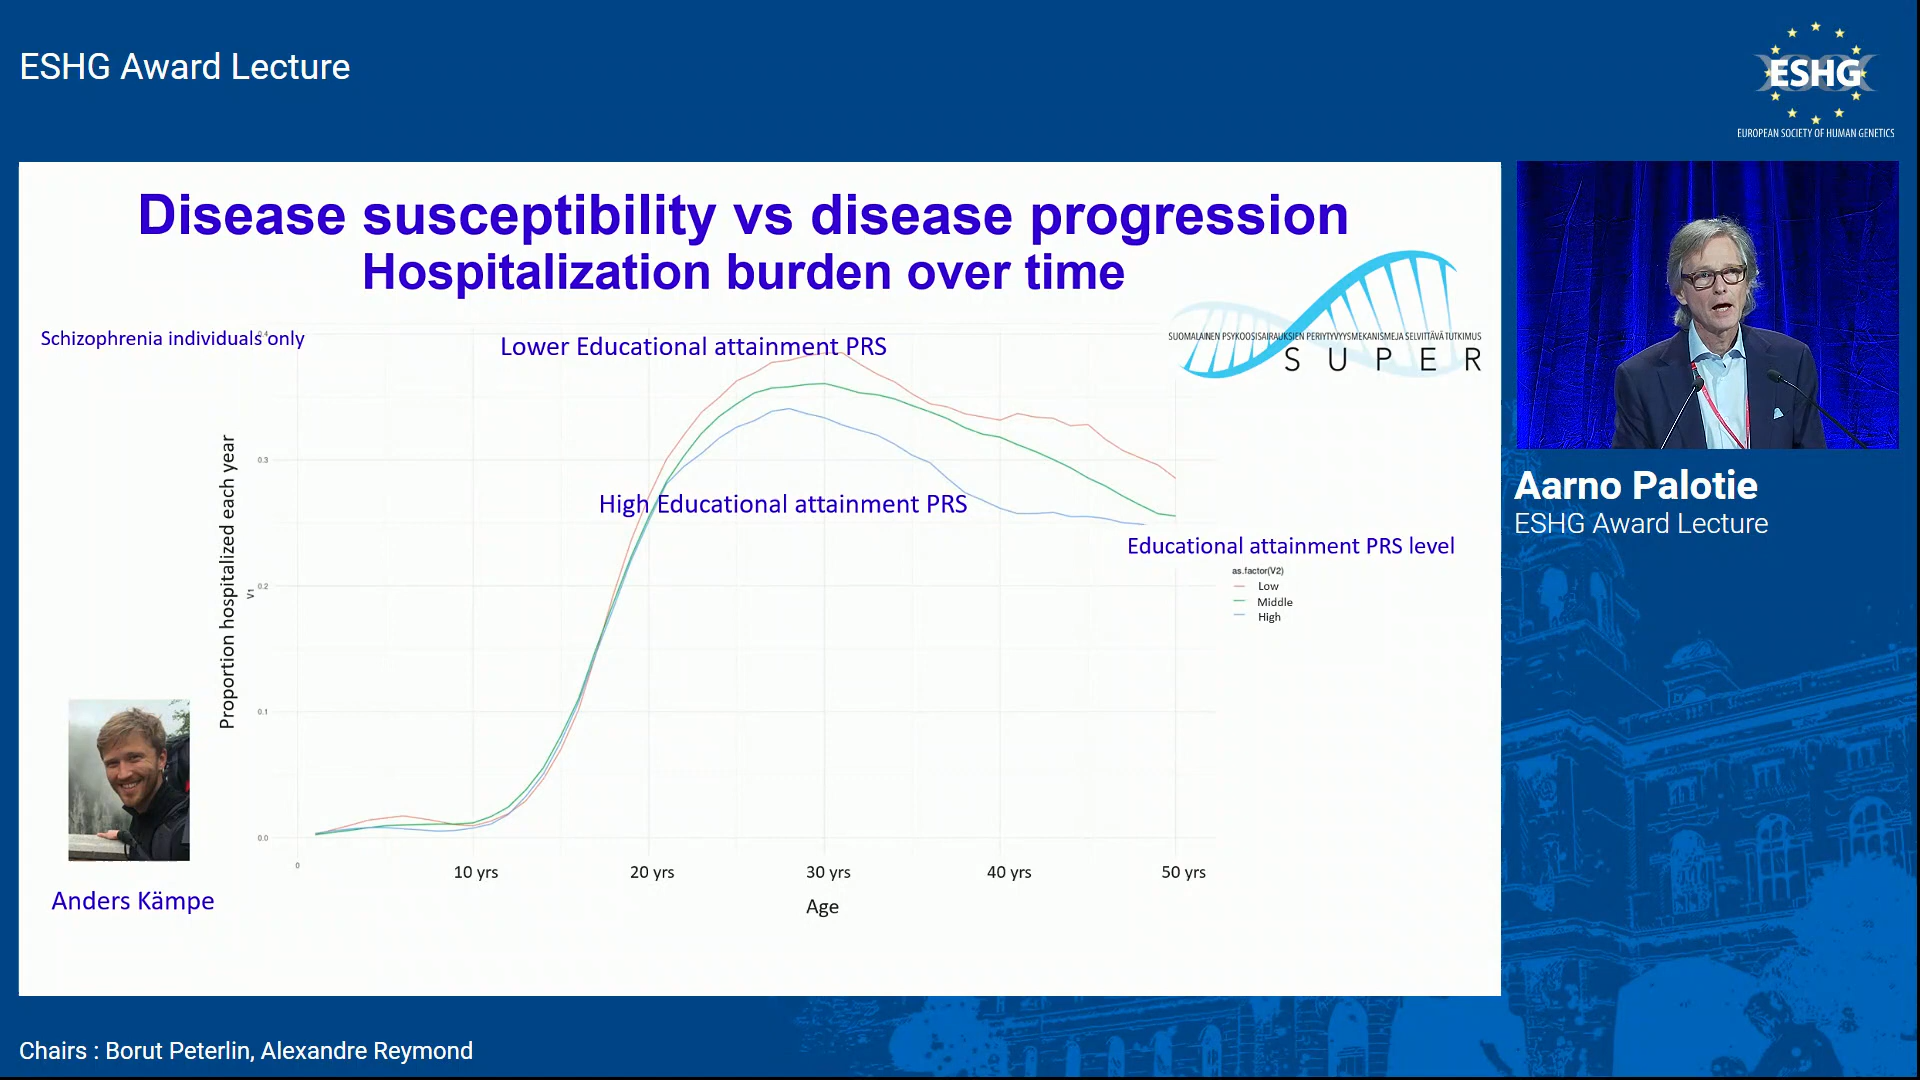 ESHG Award Lecture
ESHG
EUROPEAN SOCIETY OF HUMAN GENETICS
Disease susceptibility vs disease progression
Hospitalization burden over time
Schizophrenia individuals only
0.4
Lower Educational attainment PRS
SUOMALAINEN PSYKOOSISAIRAUKSIEN PERIYTYVYYSMEKANISMEJA SELVITTÄVÄ TUTKIMUS
SUPER
Proportion hospitalized each year
V1
0.3
High Educational attainment PRS
0.2
0.1
0.0
Educational attainment PRS level
as.factor(V2)
Low
Middle
High
0
10 yrs
20 yrs
30 yrs
40 yrs
50 yrs
Age
Anders Kämpe
Aarno Palotie
ESHG Award Lecture
Chairs : Borut Peterlin, Alexandre Reymond